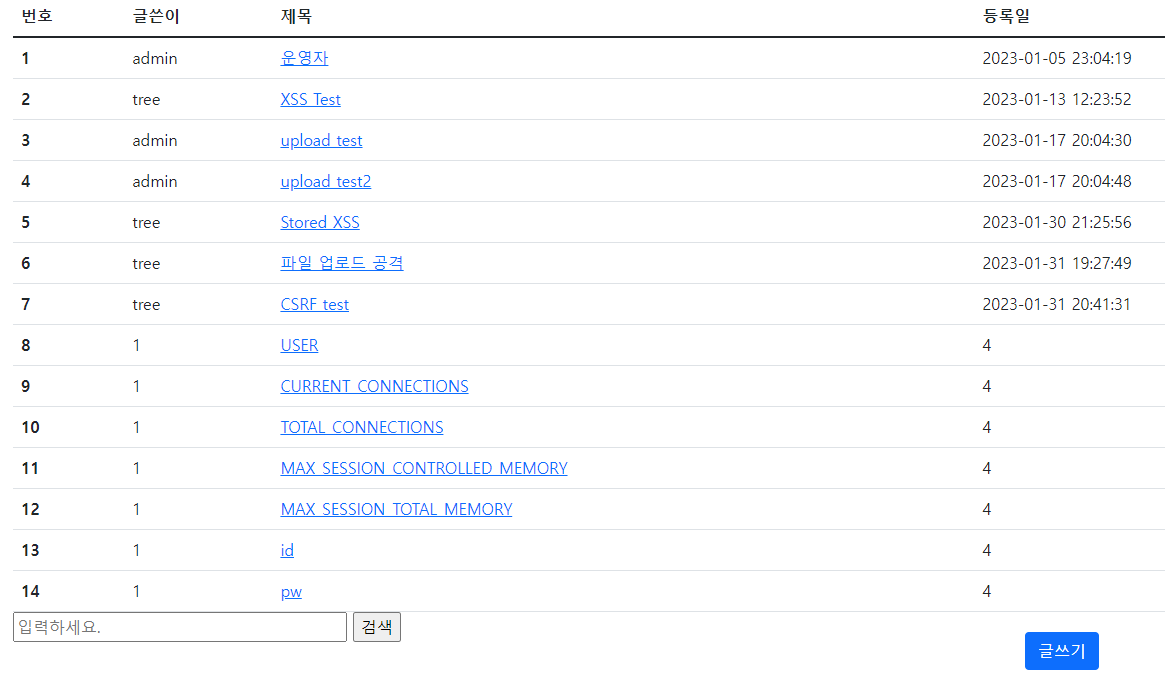 번호 글쓴이 제목 등록일
1 admin 운영자 2023-01-05 23:04:19
2 tree XSS Test 2023-01-13 12:23:52
3 admin upload test 2023-01-17 20:04:30
4 admin upload test2 2023-01-17 20:04:48
5 tree Stored XSS 2023-01-30 21:25:56
6 tree 파일 업로드 공격 2023-01-31 19:27:49
7 tree CSRF test 2023-01-31 20:41:31
8 1 USER 4
9 1 CURRENT_CONNECTIONS 4
10 1 TOTAL_CONNECTIONS 4
11 1 MAX_SESSION_CONTROLLED_MEMORY 4
12 1 MAX_SESSION_TOTAL_MEMORY 4
13 1 id 4
14 1 pw 4
입력하세요. 검색
글쓰기